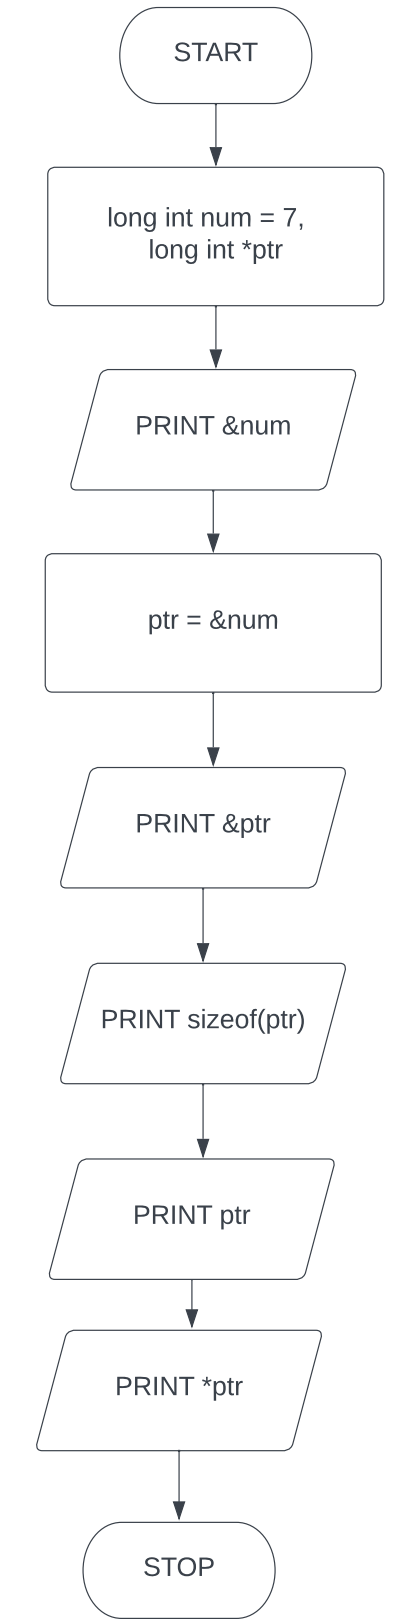 START
long int num = 7,
long int *ptr
PRINT &num
ptr = &num
PRINT &ptr
PRINT sizeof(ptr)
PRINT ptr
PRINT *ptr
STOP